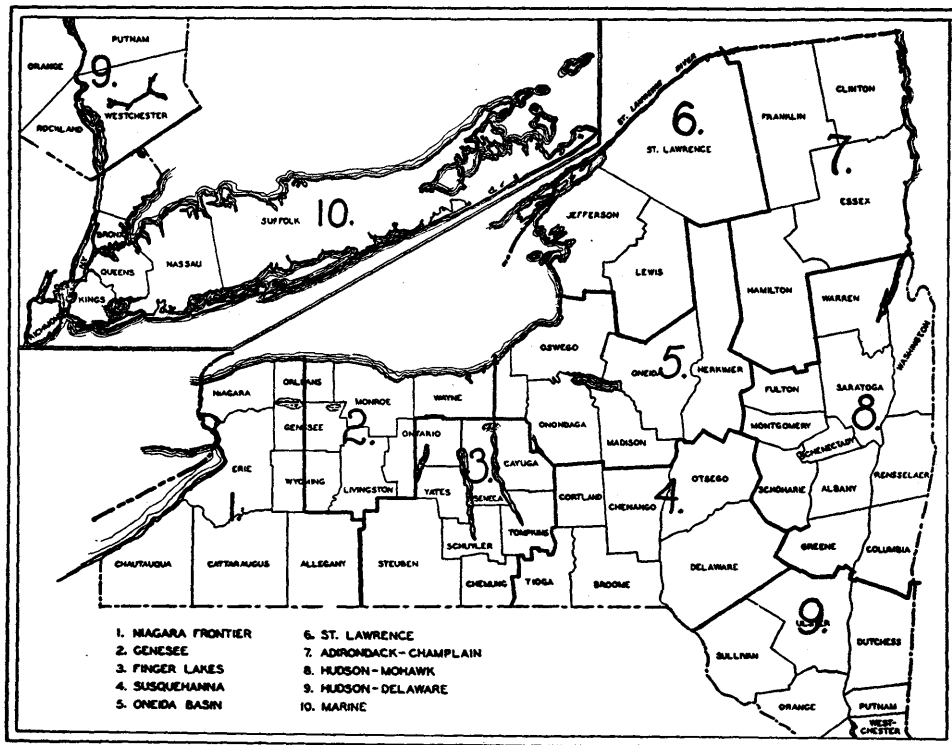 PUTNAM
ORANGE
9.
WESTCHESTER
ROCKLAND
BRONX
QUEENS
KINGS
NASSAU
SUFFOLK
10.
ST. LAWRENCE RIVER
6.
ST. LAWRENCE
FRANKLIN
CLINTON
7.
ESSEX
JEFFERSON
LEWIS
HAMILTON
WARREN
WASHINGTON
OSWEGO
ONEIDA
5.
HERKIMER
FULTON
SARATOGA
8.
MONTGOMERY
SCHENECTADY
NIAGARA
ORLEANS
MONROE
WAYNE
GENESEE
2.
ONTARIO
3.
CAYUGA
ONONDAGA
MADISON
OTSEGO
SCHOHARIE
ALBANY
RENSSELAER
ERIE
1.
WYOMING
LIVINGSTON
YATES
SENECA
CORTLAND
CHENANGO
4.
TOMPKINS
SCHUYLER
GREENE
COLUMBIA
CHAUTAUQUA
CATTARAUGUS
ALLEGANY
STEUBEN
CHEMUNG
TIOGA
BROOME
DELAWARE
ULSTER
9.
DUTCHESS
SULLIVAN
ORANGE
PUTNAM
WEST-
CHESTER
1. NIAGARA FRONTIER
2. GENESEE
3. FINGER LAKES
4. SUSQUEHANNA
5. ONEIDA BASIN
6. ST. LAWRENCE
7. ADIRONDACK-CHAMPLAIN
8. HUDSON-MOHAWK
9. HUDSON-DELAWARE
10. MARINE